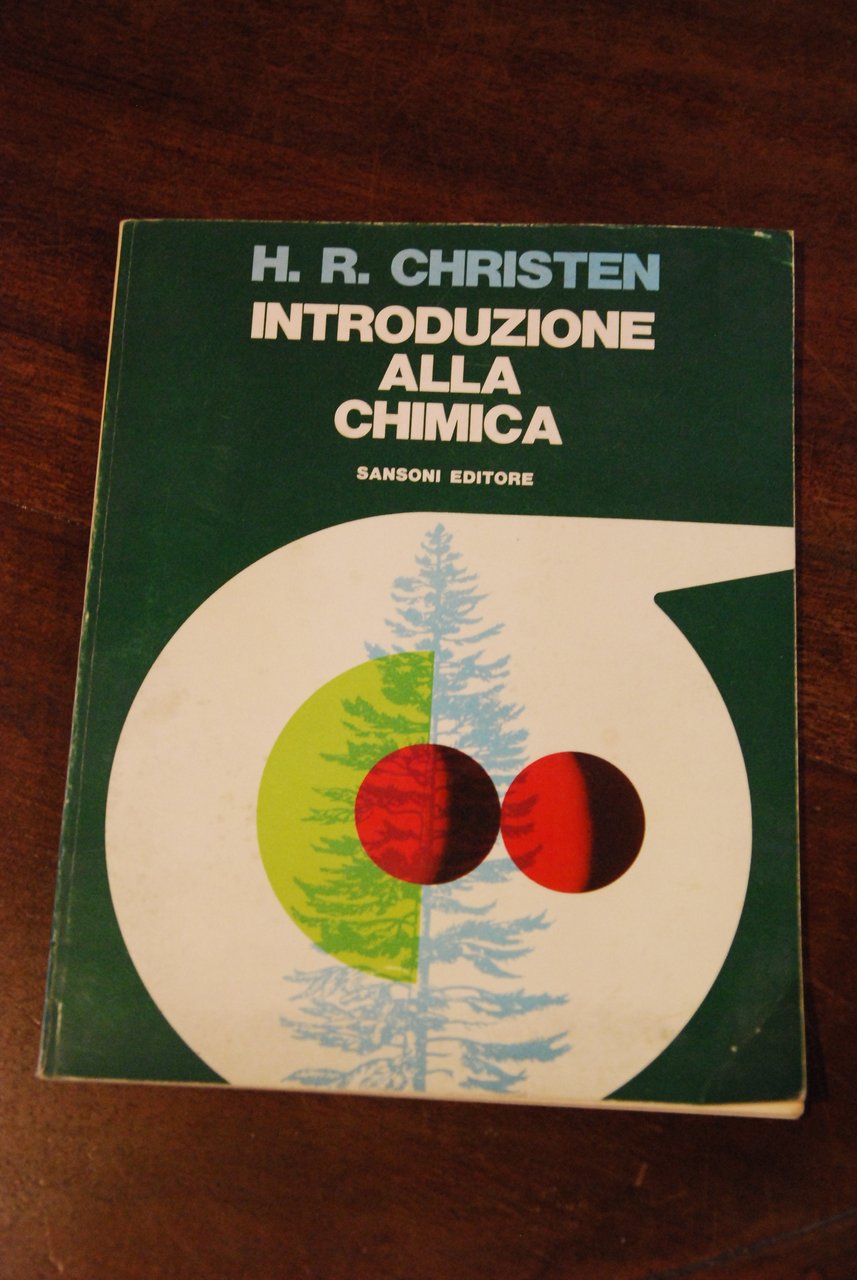 H. R. CHRISTEN
INTRODUZIONE
ALLA
CHIMICA
SANSONI EDITORE